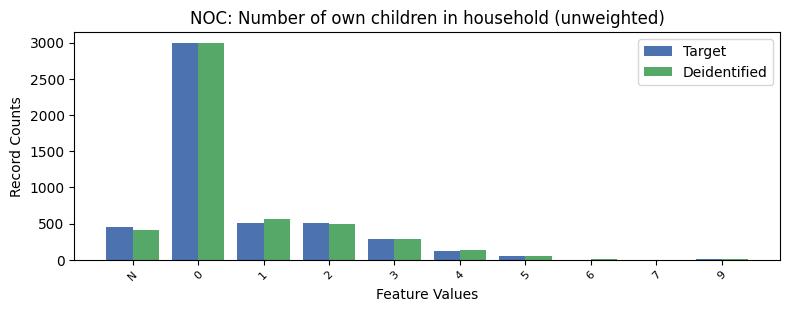 NOC: Number of own children in household (unweighted)
Target
Deidentified
Record Counts
3000
2500
2000
1500
1000
500
0
N 0 1 2 3 4 5 6 7 9
Feature Values